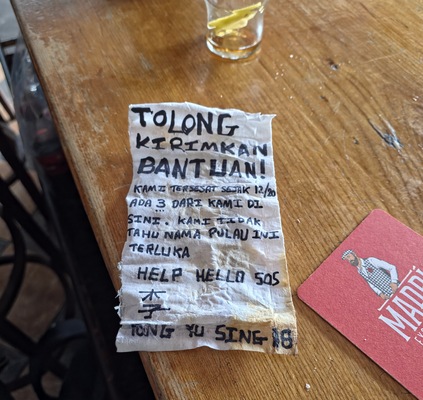 TOLONG
KIRIMKAN
BANTUAN!
KAMI TERSESAT SEJAK 12/20
ADA 3 DARI KAMI DI
SINI. KAMI TIDAK
TAHU NAMA PULAU INI
TERLUKA
HELP HELLO SOS
TONG YU SING 18
MADRI